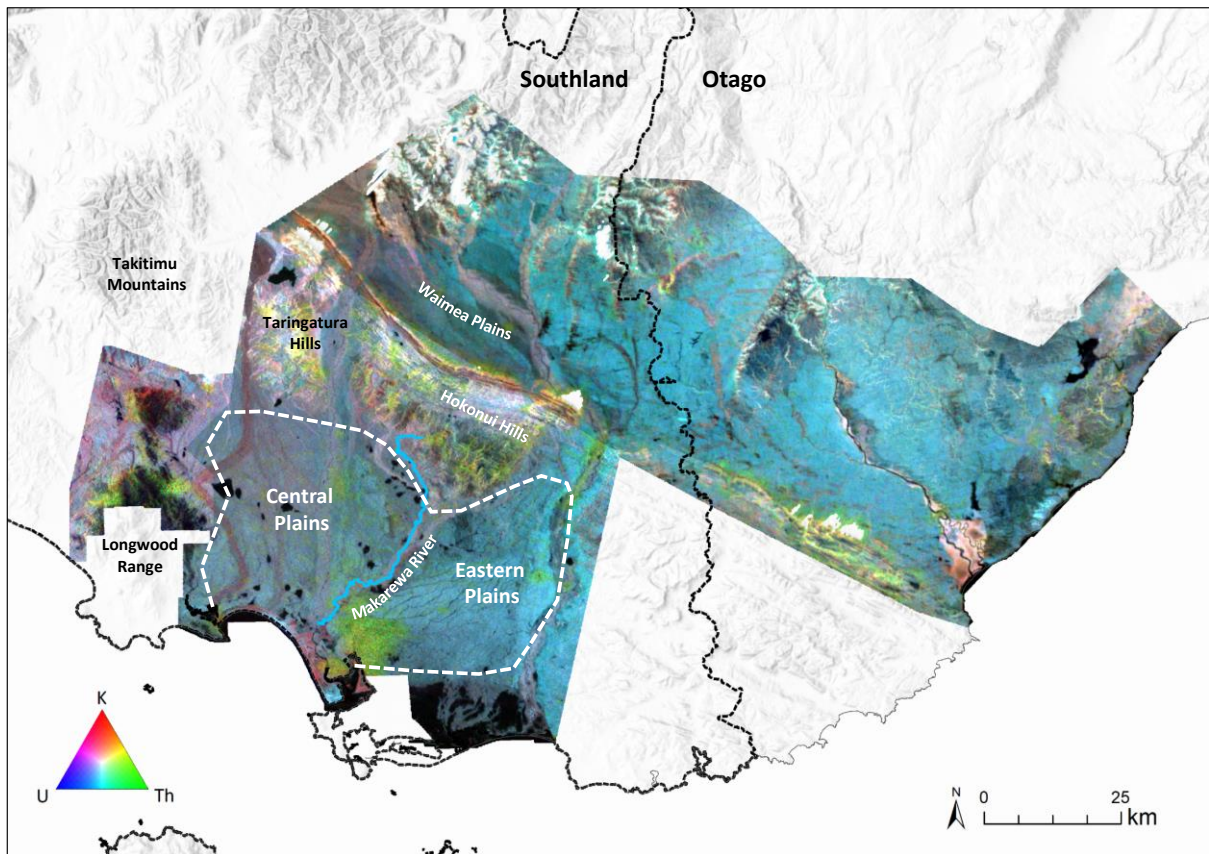 Southland
Otago
Takitimu
Mountains
Taringatura
Hills
Waimea Plains
Hokonui Hills
Central
Plains
Longwood
Range
Makarewa River
Eastern
Plains
K
U
Th
N
0
25
km